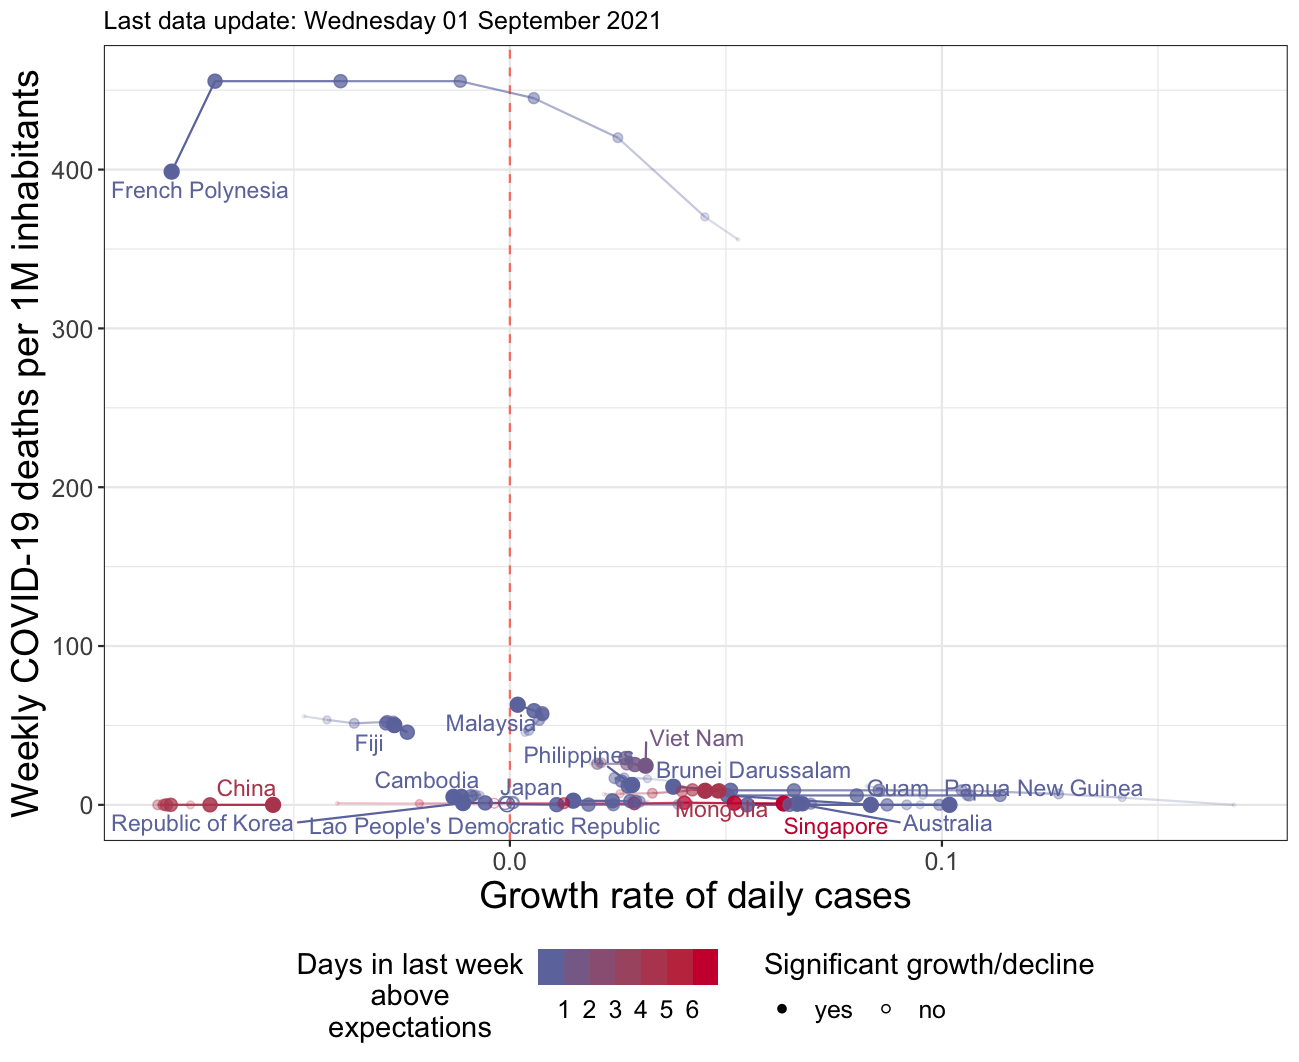 Last data update: Wednesday 01 September 2021
Weekly COVID-19 deaths per 1M inhabitants
400
300
200
100
0
French Polynesia
Malaysia
Fiji
Viet Nam
Philippines
Brunei Darussalam
Cambodia
China
Japan
Guam
Papua New Guinea
Mongolia
Republic of Korea
Lao People's Democratic Republic
Singapore
Australia
0.0
0.1
Growth rate of daily cases
Days in last week
above
expectations
1 2 3 4 5 6
Significant growth/decline
yes
no